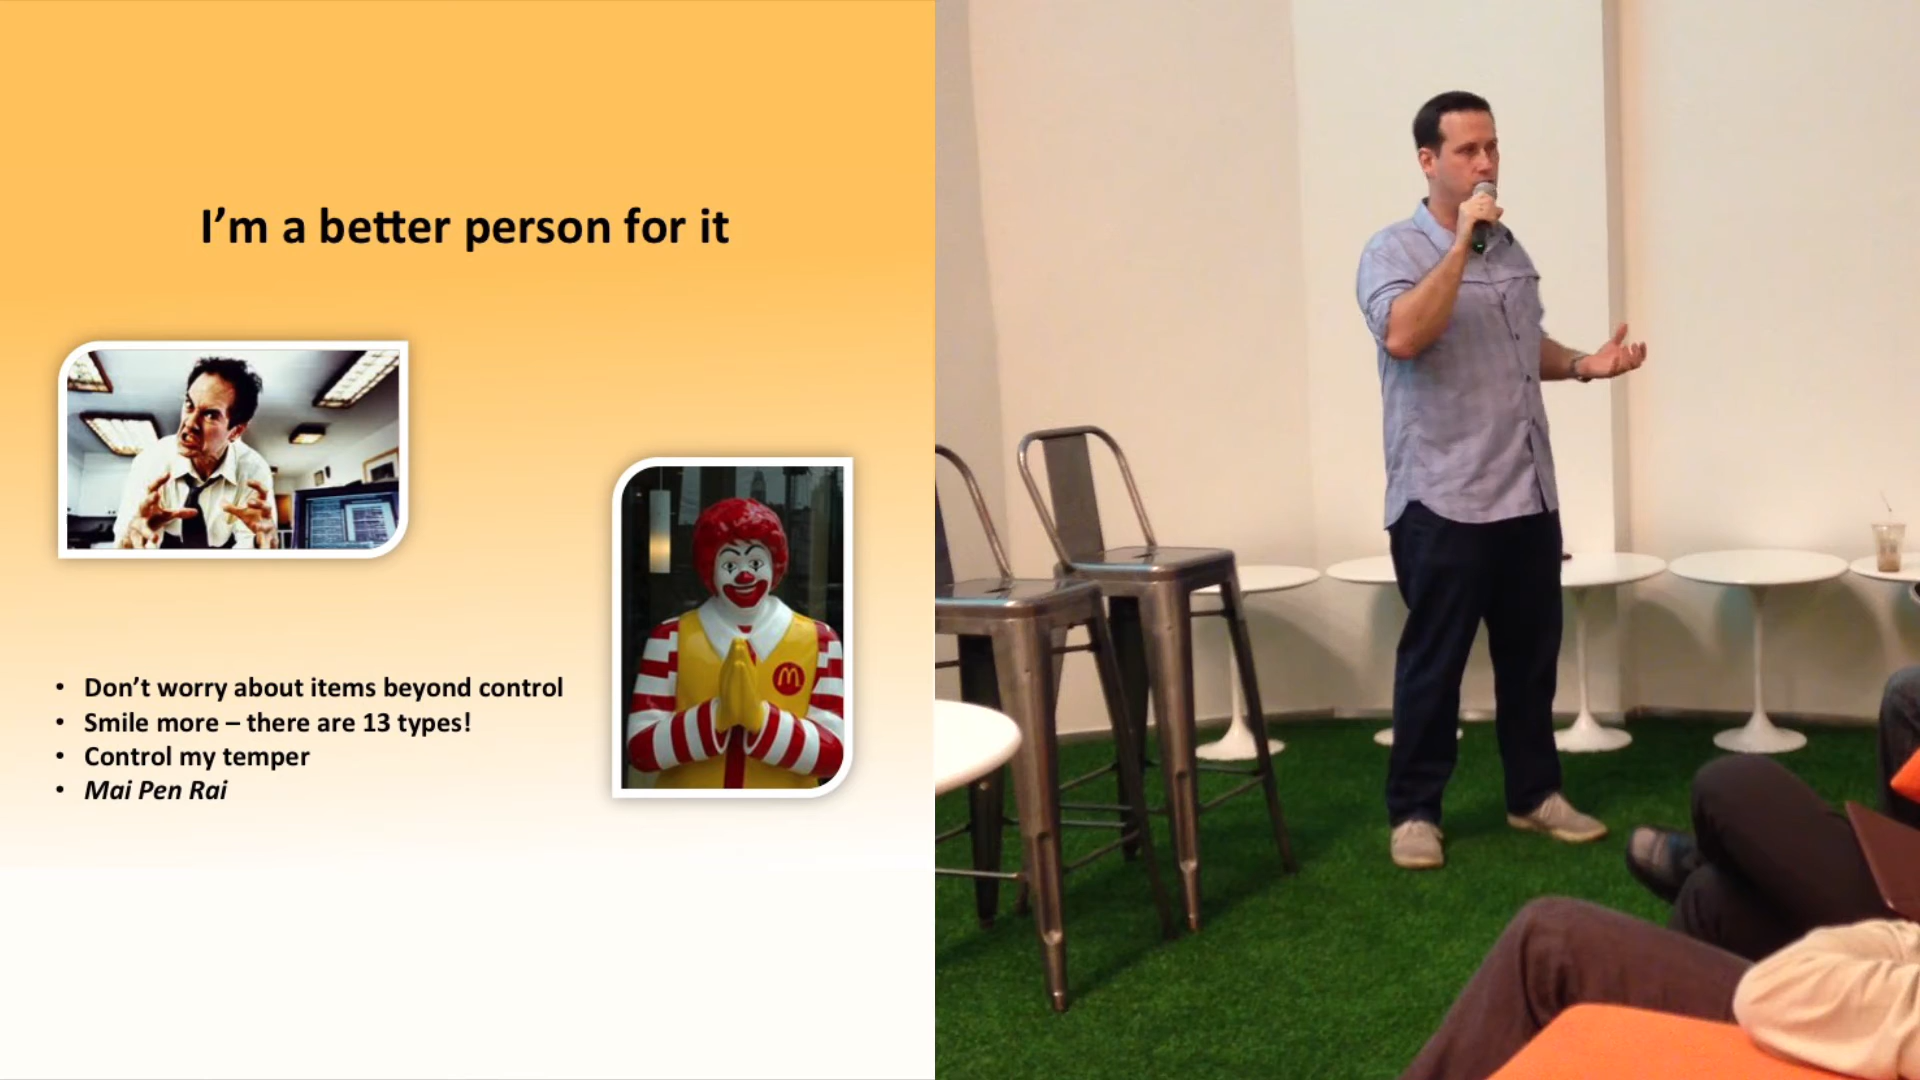 I’m a better person for it
• Don’t worry about items beyond control
• Smile more – there are 13 types!
• Control my temper
• Mai Pen Rai